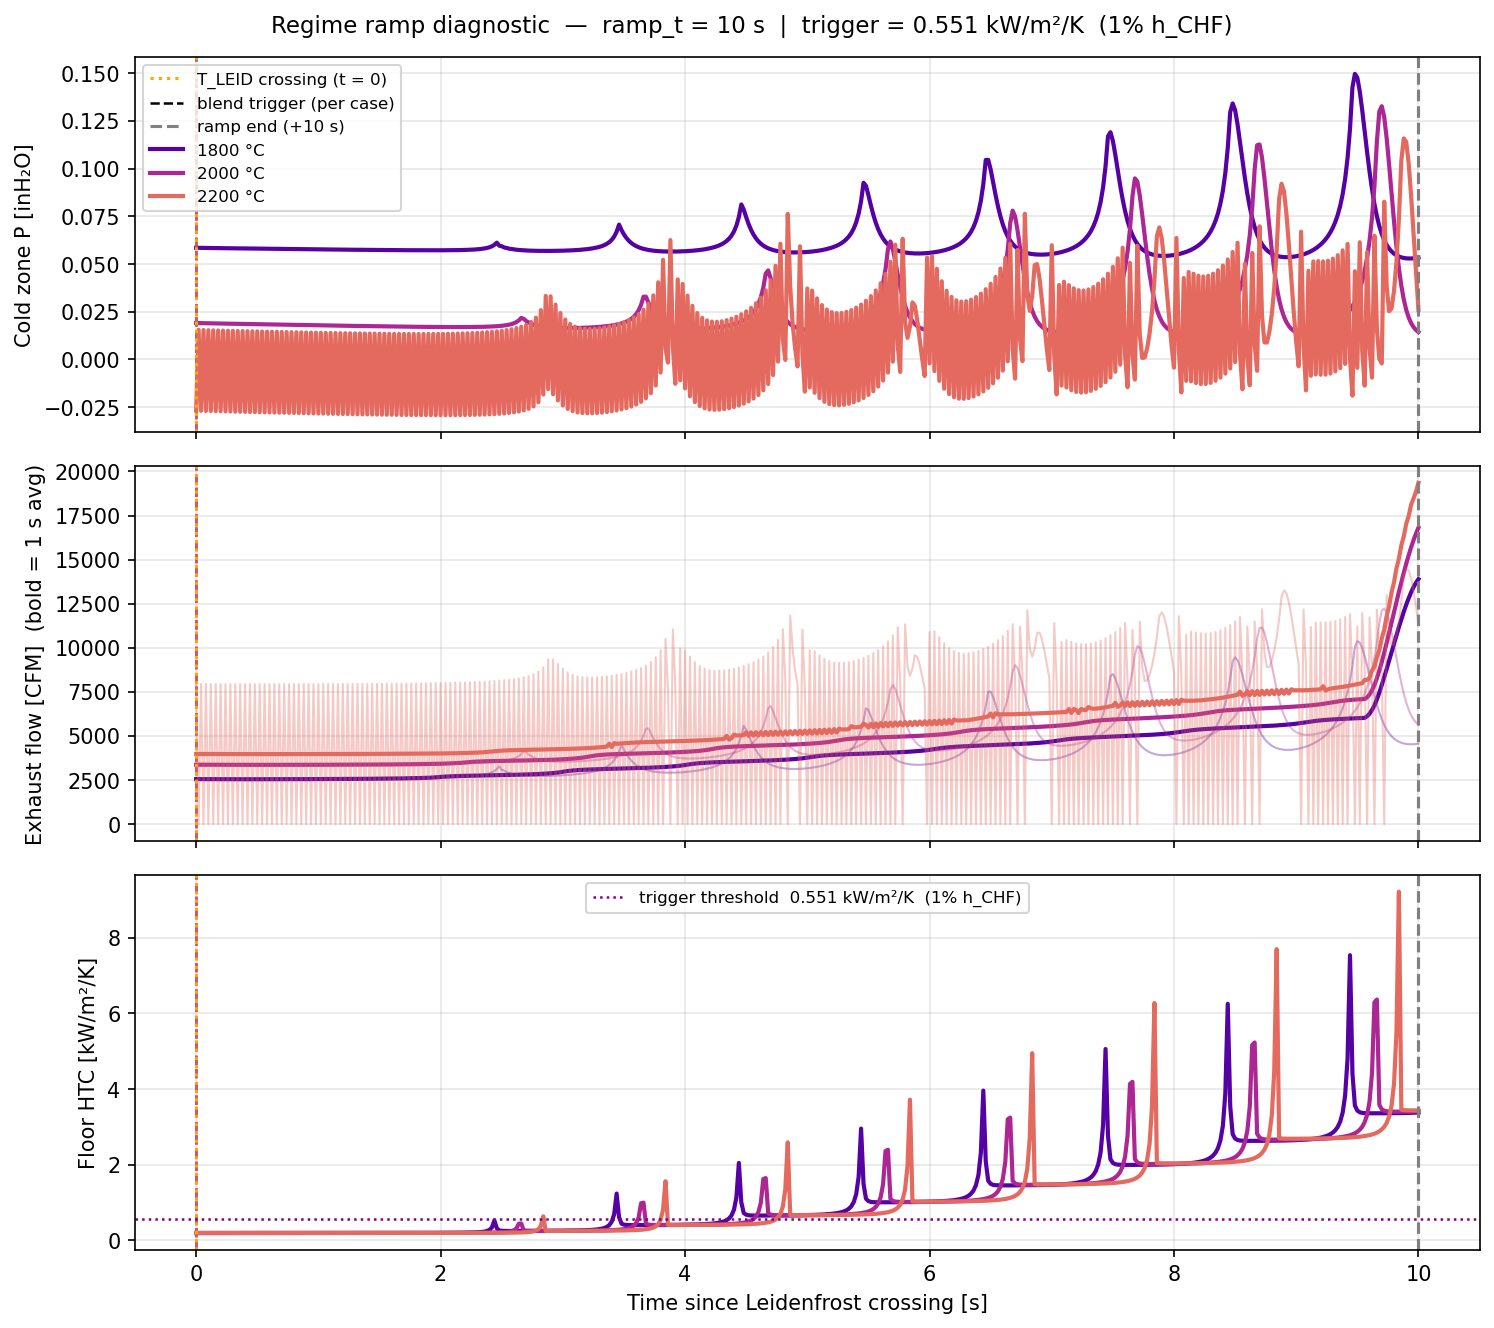 Regime ramp diagnostic — ramp_t = 10 s | trigger = 0.551 kW/m²/K (1% h_CHF)
Cold zone P [inH₂O]
0.150
0.125
0.100
0.075
0.050
0.025
0.000
−0.025
T_LEID crossing (t = 0)
blend trigger (per case)
ramp end (+10 s)
1800 °C
2000 °C
2200 °C
Exhaust flow [CFM] (bold = 1 s avg)
20000
17500
15000
12500
10000
7500
5000
2500
0
Floor HTC [kW/m²/K]
8
6
4
2
0
trigger threshold 0.551 kW/m²/K (1% h_CHF)
0 2 4 6 8 10
Time since Leidenfrost crossing [s]